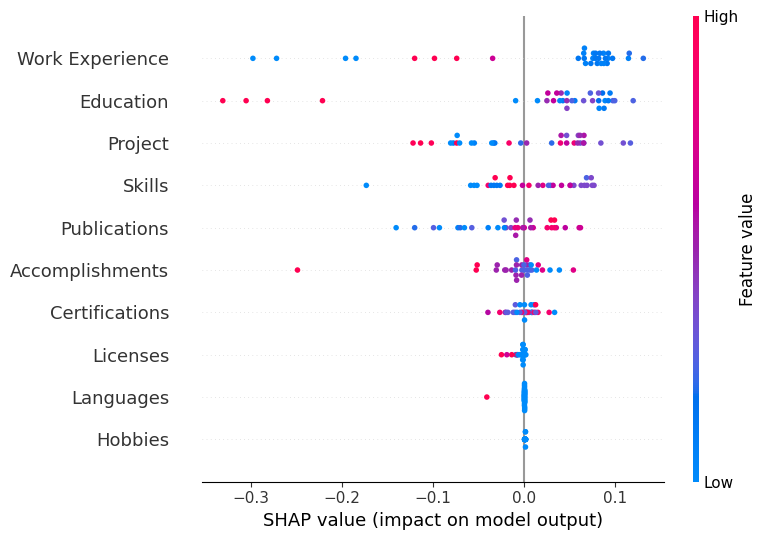 High
Work Experience
Education
Project
Skills
Publications
Accomplishments
Certifications
Licenses
Languages
Hobbies
Feature value
Low
−0.3 −0.2 −0.1 0.0 0.1
SHAP value (impact on model output)